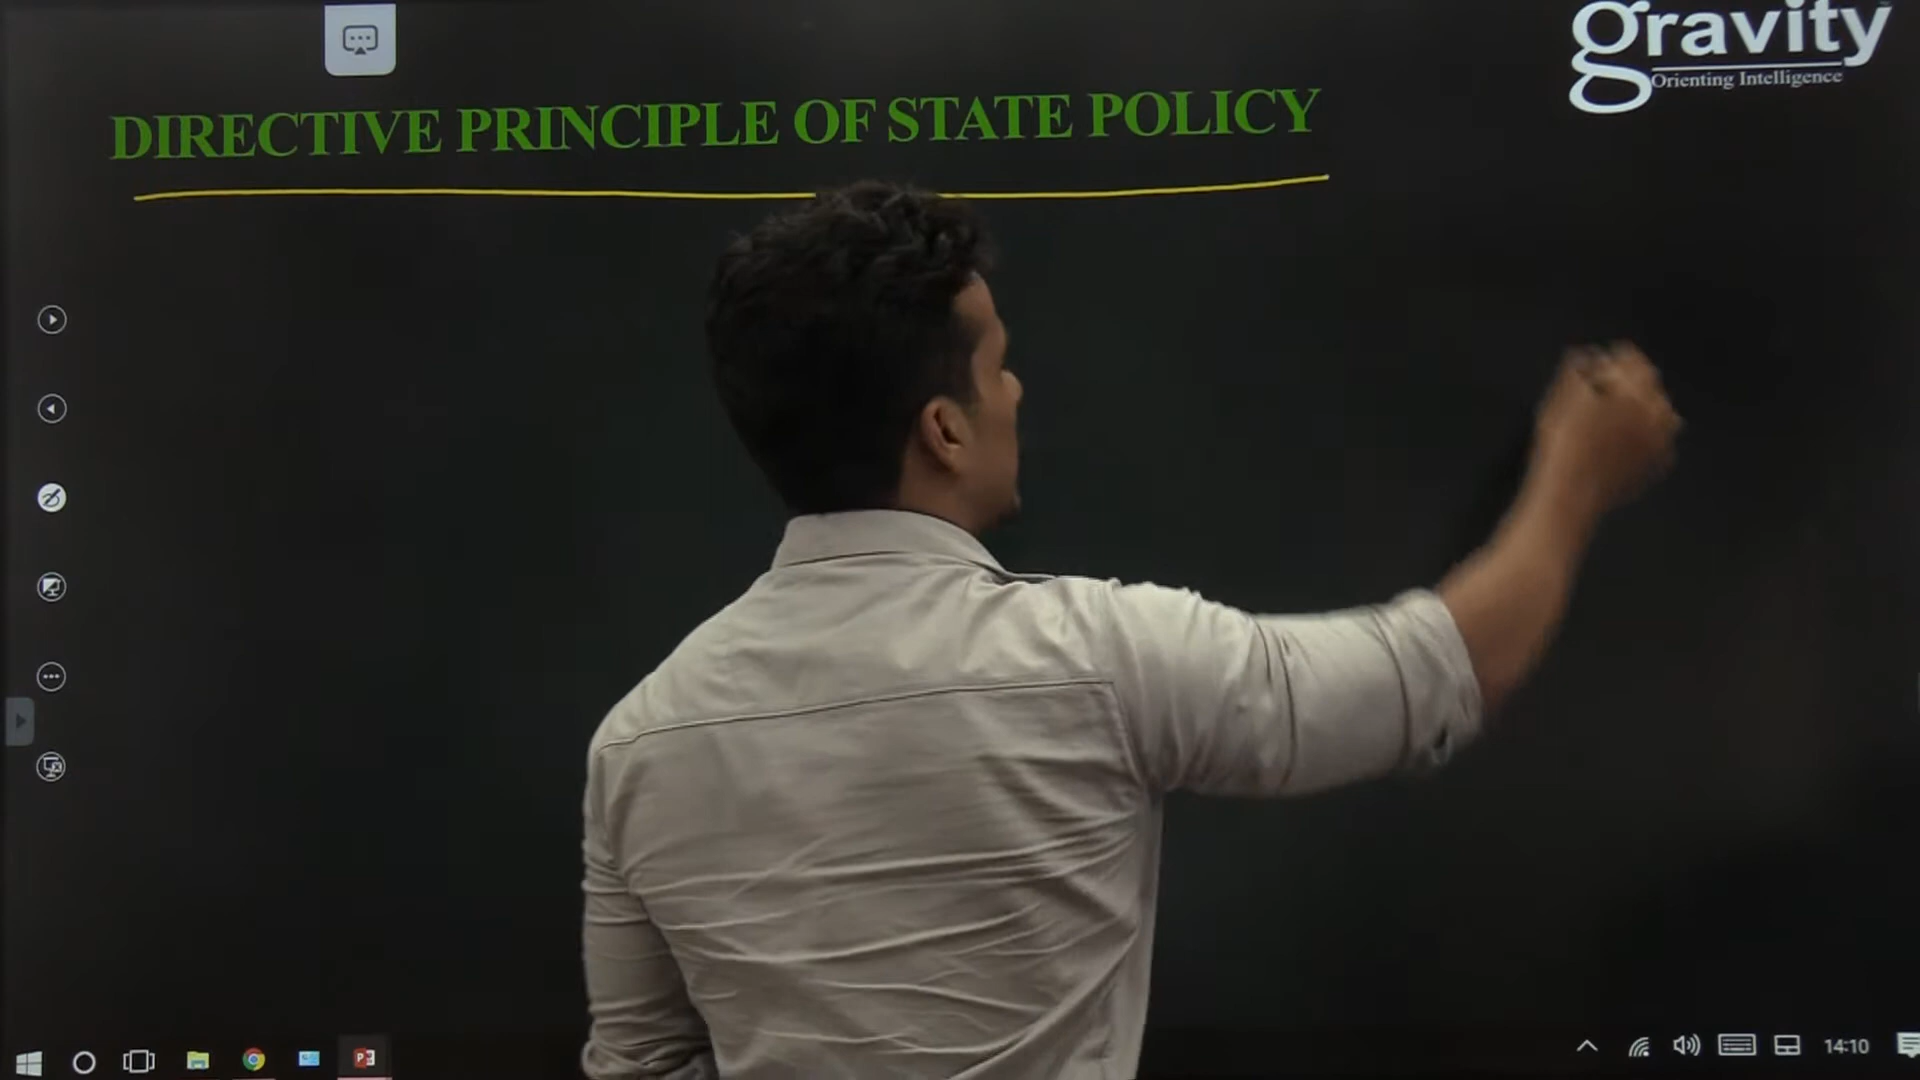 gravity
Orienting Intelligence
DIRECTIVE PRINCIPLE OF STATE POLICY
14:10